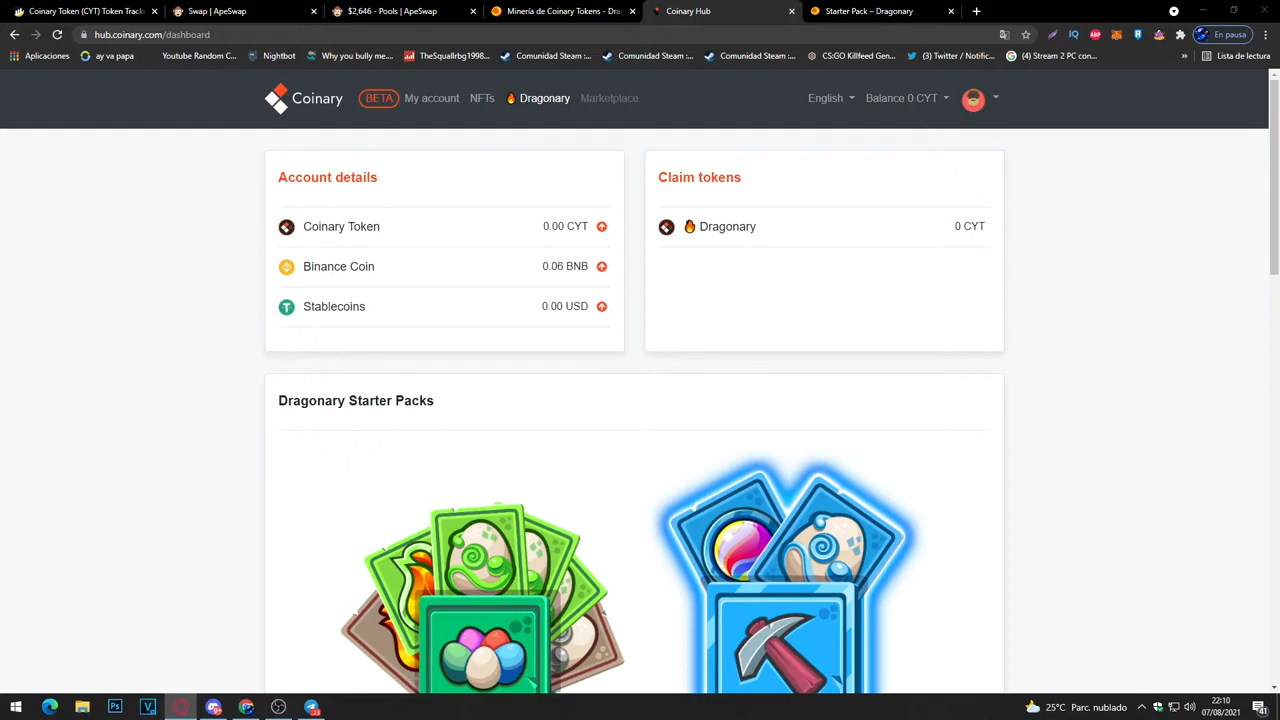 Coinary Token (CYT) Token Track
Swap | ApeSwap
$2,646 - Pools | ApeSwap
Minería de Coinary Tokens - Drag
Coinary Hub
Starter Pack – Dragonary
hub.coinary.com/dashboard
ABP
En pausa
Aplicaciones
ay va papa
Youtube Random C...
Nightbot
Why you bully me....
TheSquallrbg1998...
Comunidad Steam :...
Comunidad Steam :...
Comunidad Steam :...
CS:GO Killfeed Gen...
(3) Twitter / Notific...
(4) Stream 2 PC con...
»
Lista de lectura
Coinary
BETA
My account
NFTs
Dragonary
Marketplace
English
Balance 0 CYT
Account details
Claim tokens
Coinary Token
0.00 CYT
Dragonary
0 CYT
Binance Coin
0.06 BNB
Stablecoins
0.00 USD
Dragonary Starter Packs
25°C Parc. nublado
22:10
07/08/2021